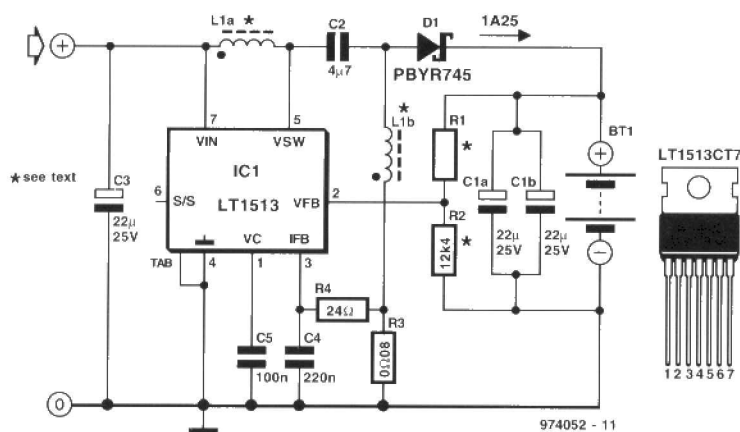 L1a *
C2
4µ7
D1
1A25
PBYR745
+
7
VIN
5
VSW
*
L1b
R1
*
BT1
LT1513CT7
IC1
LT1513
* see text
C3
22µ
25V
6
S/S
VFB
2
C1a
22µ
25V
C1b
22µ
25V
+
R2
12k4
*
−
TAB
4
VC
1
IFB
3
R4
24Ω
R3
0Ω08
C5
100n
C4
220n
1 2 3 4 5 6 7
0
974052 - 11